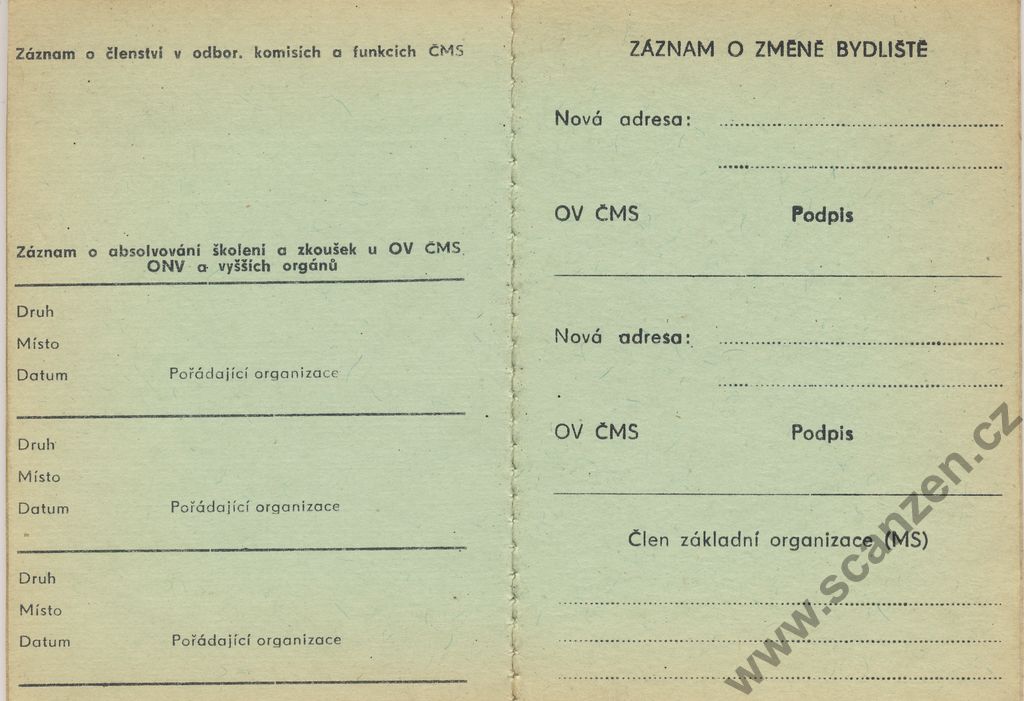 Záznam o členství v odbor. komisích a funkcích ČMS
Záznam o absolvování školení a zkoušek u OV ČMS,
ONV a vyšších orgánů
Druh
Místo
Datum Pořádající organizace
Druh
Místo
Datum Pořádající organizace
Druh
Místo
Datum Pořádající organizace
ZÁZNAM O ZMĚNĚ BYDLIŠTĚ
Nová adresa:
OV ČMS Podpis
Nová adresa:
OV ČMS Podpis
Člen základní organizace (MS)
www.scanzen.cz